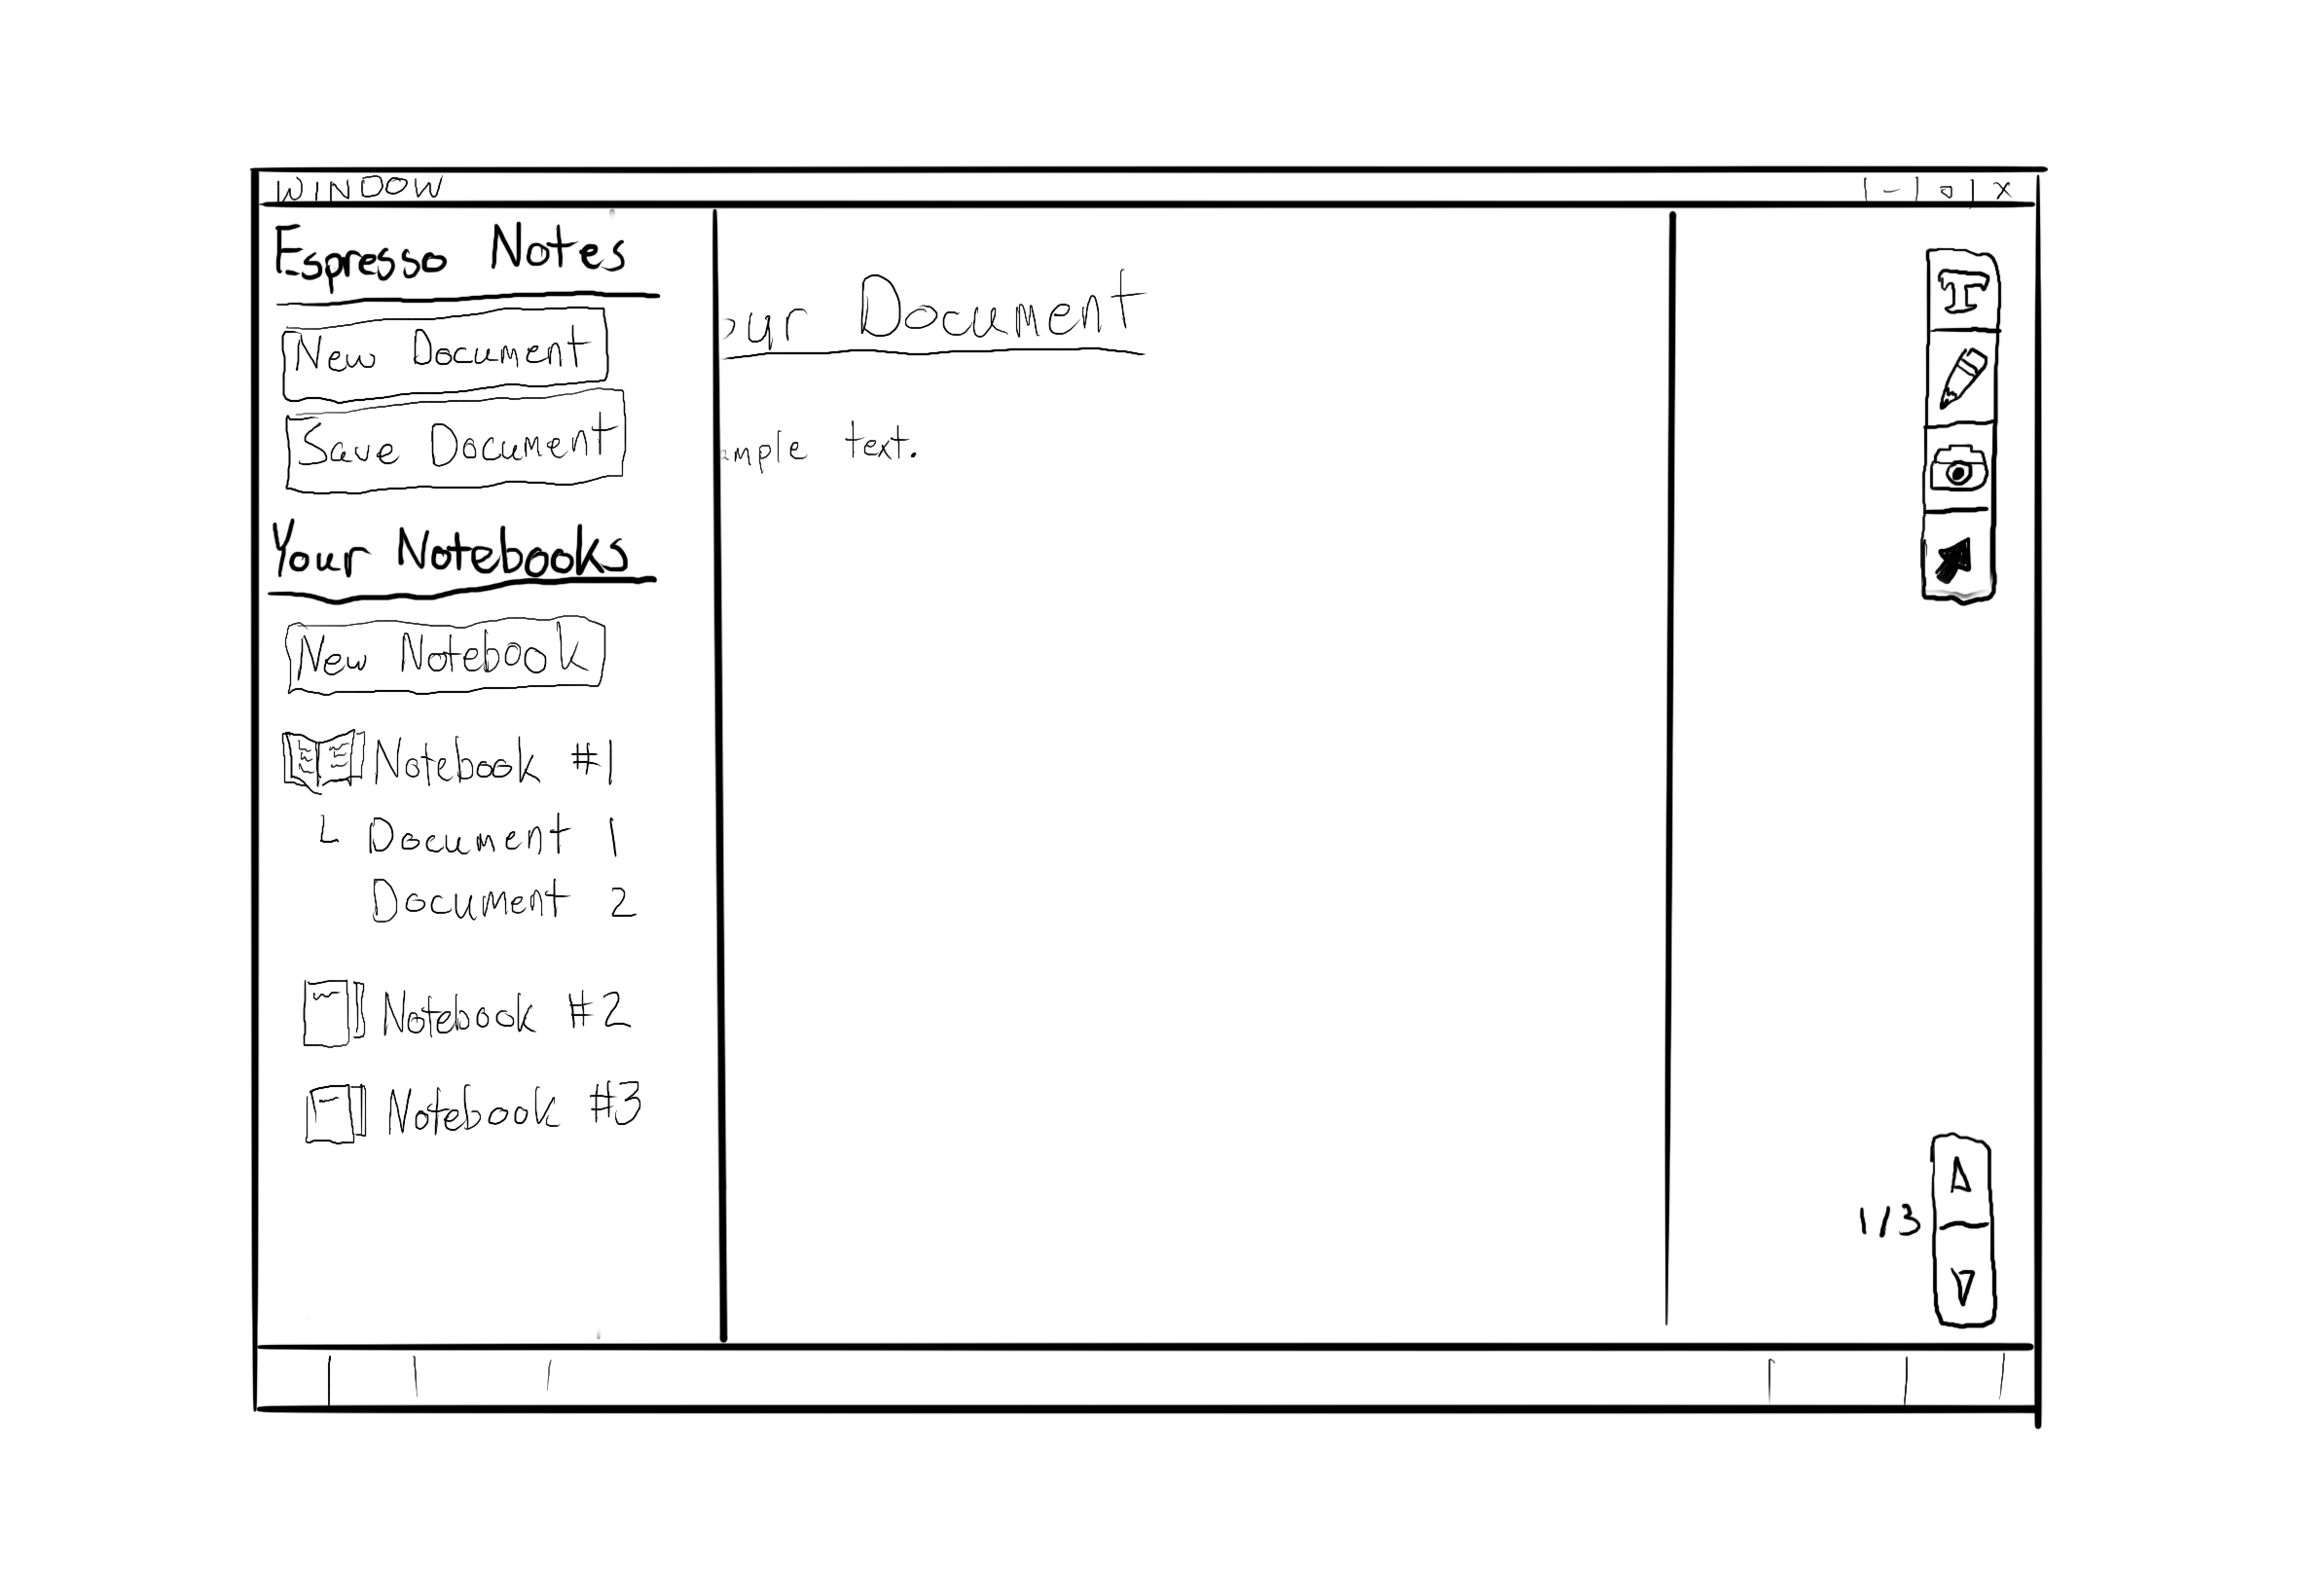 WINDOW
Espresso Notes
New Document
Save Document
Your Notebooks
New Notebook
Notebook #1
Document 1
Document 2
Notebook #2
Notebook #3
our Document
mple text.
T
1/3